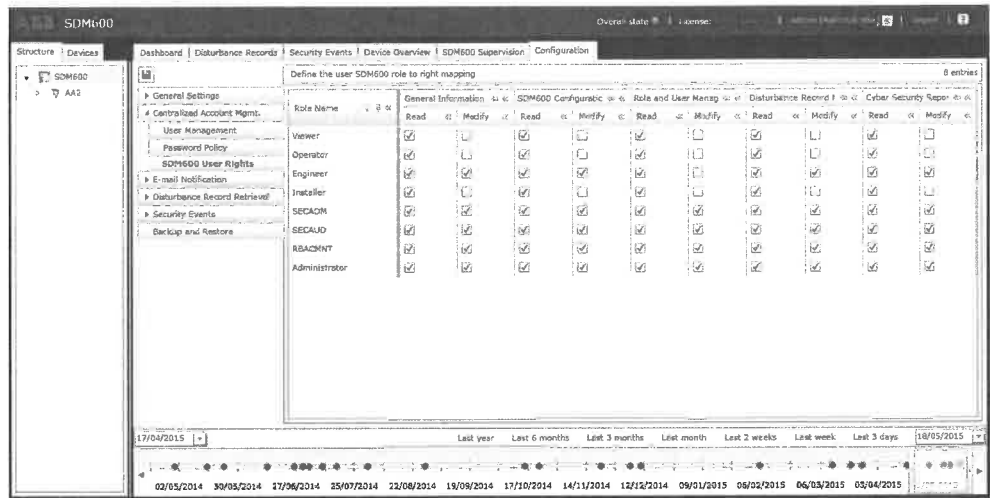 SDM600
Overall state License:
Structure Devices
Dashboard Disturbance Records Security Events Device Overview SDM600 Supervision Configuration
SDM600
AA2
General Settings
Centralized Account Mgmt.
User Management
Password Policy
SDM600 User Rights
E-mail Notification
Disturbance Record Retrieval
Security Events
Backup and Restore
Define the user SDM600 role to right mapping
8 entries
Role Name
General Information SDM600 Configuratic Role and User Manag Disturbance Record Cyber Security Repor
Read Modify Read Modify Read Modify Read Modify Read Modify
Viewer
Operator
Engineer
Installer
SECADM
SECAUD
RBACMNT
Administrator
17/04/2015
Last year Last 6 months Last 3 months Last month Last 2 weeks Last week Last 3 days
18/05/2015
02/05/2014 30/05/2014 27/06/2014 25/07/2014 22/08/2014 19/09/2014 17/10/2014 14/11/2014 12/12/2014 09/01/2015 06/02/2015 06/03/2015 03/04/2015